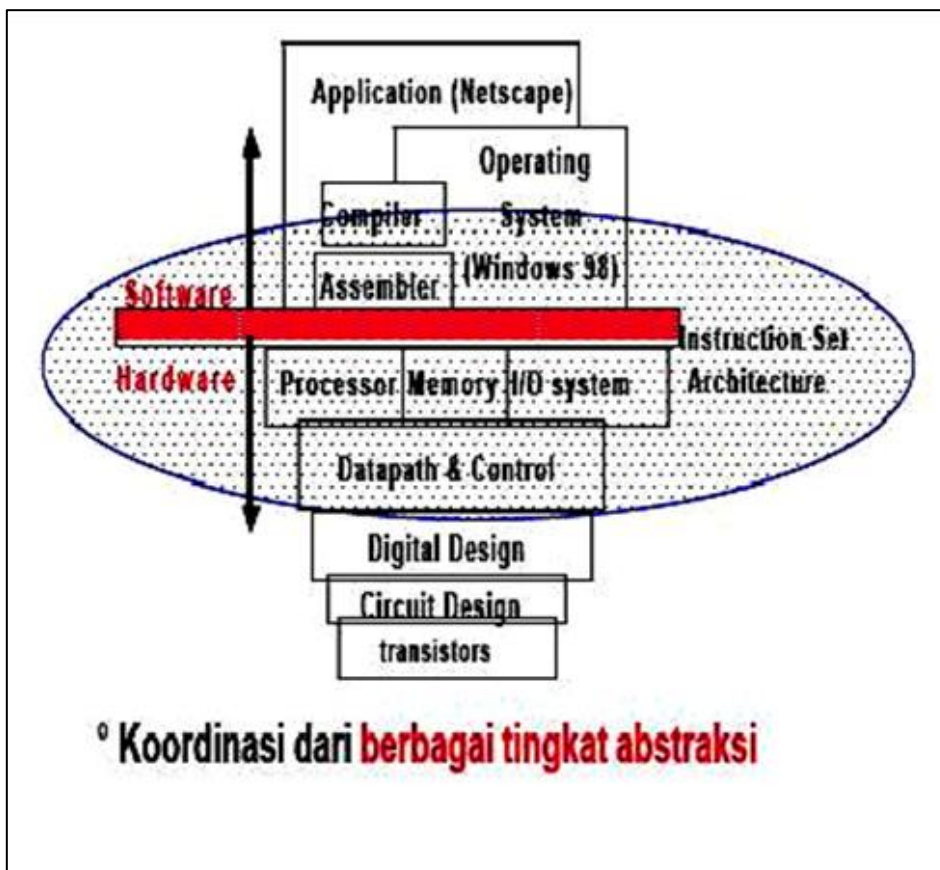 Application (Netscape)
Operating
System
(Windows 98)
Compiler
Assembler
Software
Hardware
Instruction Set
Architecture
Processor
Memory
I/O system
Datapath & Control
Digital Design
Circuit Design
transistors
° Koordinasi dari berbagai tingkat abstraksi